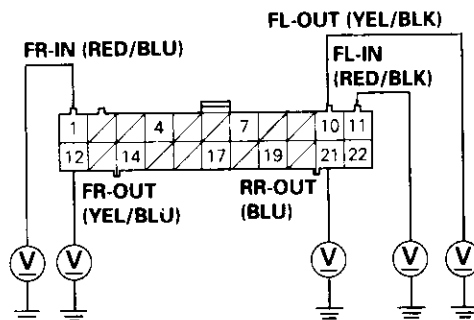 FL-OUT (YEL/BLK)
FR-IN (RED/BLU)
FL-IN
(RED/BLK)
1 4 7 10 11
12 14 17 19 21 22
FR-OUT
(YEL/BLU)
RR-OUT
(BLU)
V V V V V